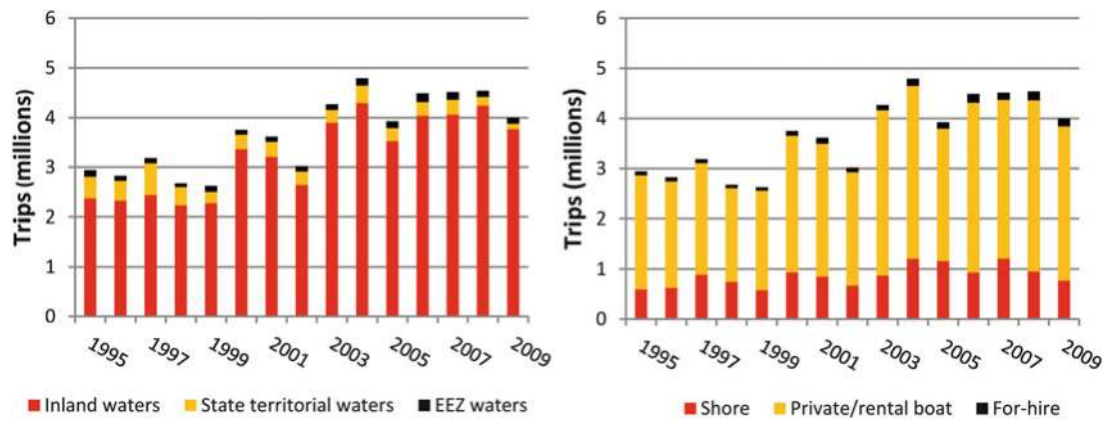 6
5
4
3
2
1
0
Trips (millions)
1995 1997 1999 2001 2003 2005 2007 2009
Inland waters State territorial waters EEZ waters
6
5
4
3
2
1
0
Trips (millions)
1995 1997 1999 2001 2003 2005 2007 2009
Shore Private/rental boat For-hire